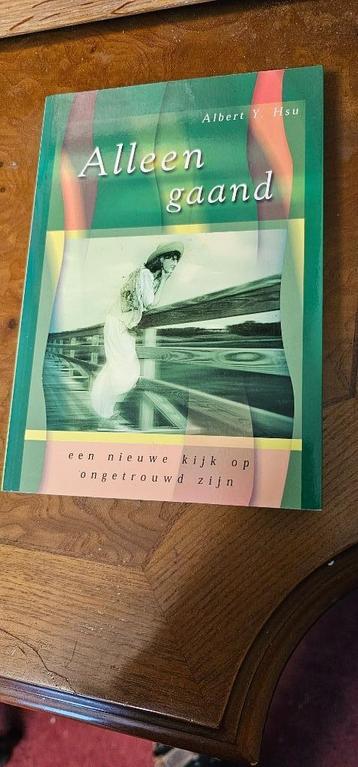 Albert Y. Hsu
Alleen
gaand
een nieuwe kijk op
ongetrouwd zijn